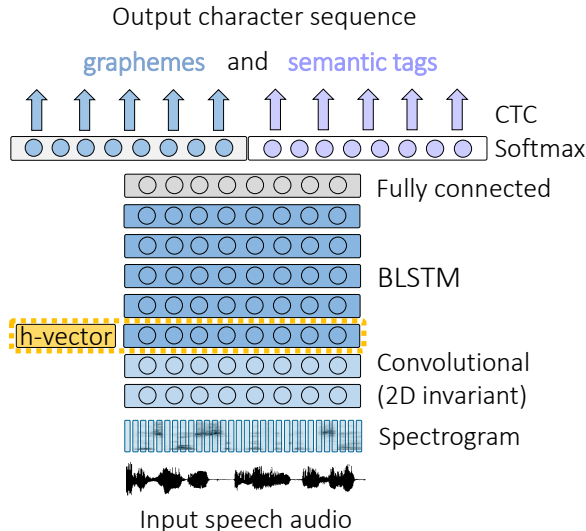 Output character sequence
graphemes and semantic tags
CTC
Softmax
Fully connected
BLSTM
h-vector
Convolutional
(2D invariant)
Spectrogram
Input speech audio